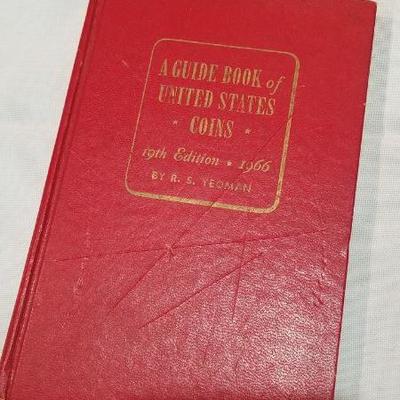 A GUIDE BOOK of
UNITED STATES
* COINS *
19th Edition * 1966
BY R. S. YEOMAN